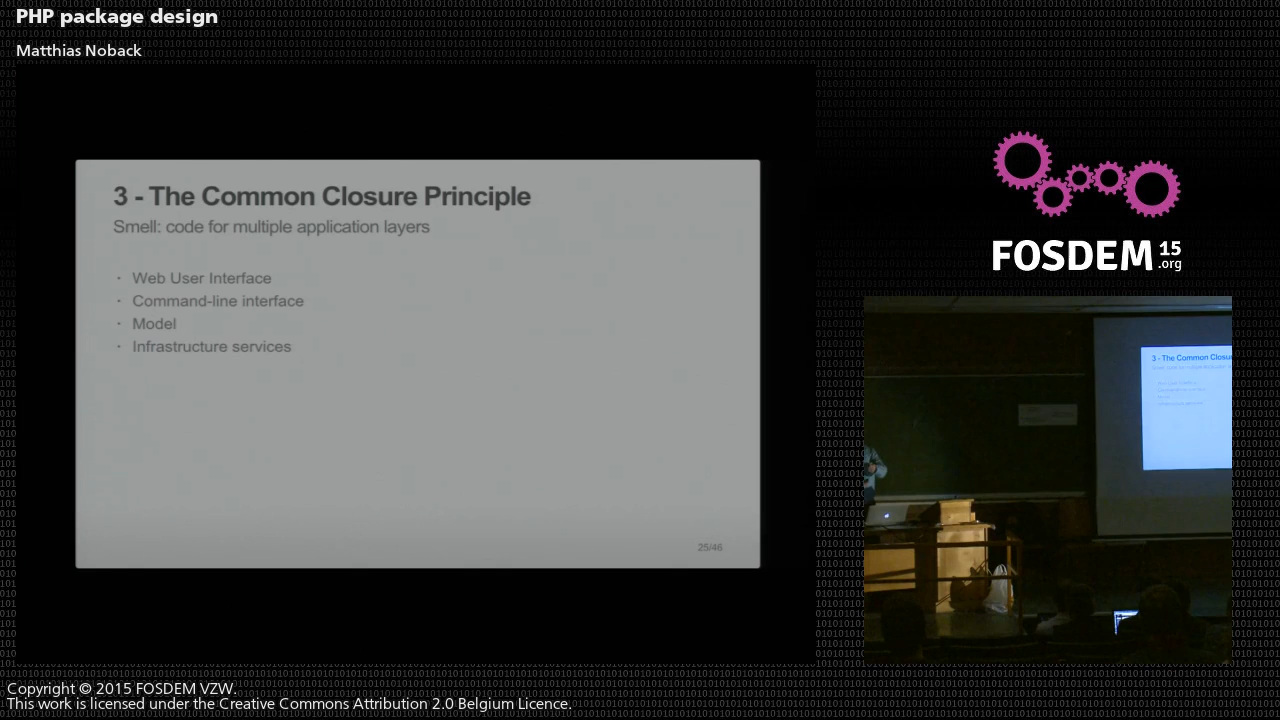 PHP package design
Matthias Noback
3 - The Common Closure Principle
Smell: code for multiple application layers
· Web User Interface
· Command-line interface
· Model
· Infrastructure services
25/46
FOSDEM 15
.org
3 - The Common Closu
Copyright © 2015 FOSDEM VZW.
This work is licensed under the Creative Commons Attribution 2.0 Belgium Licence.